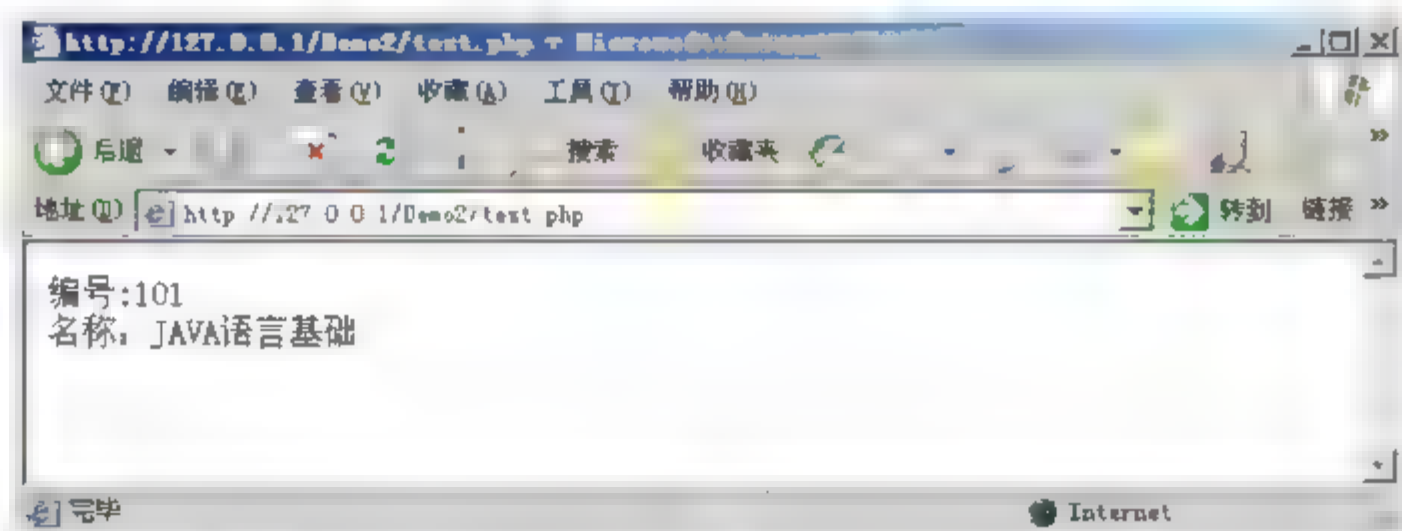 http://127.0.0.1/Demo2/test.php - Microsoft
文件(F) 编辑(E) 查看(V) 收藏(A) 工具(T) 帮助(H)
后退 搜索 收藏夹 »
地址(D) http //127 0 0 1/Demo2/test php 转到 链接 »
编号:101
名称: JAVA语言基础
完毕 Internet